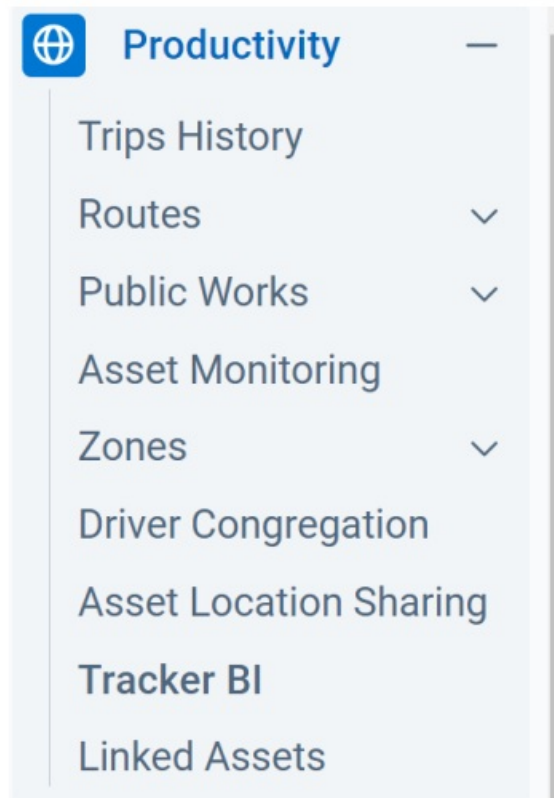 Productivity
Trips History
Routes
Public Works
Asset Monitoring
Zones
Driver Congregation
Asset Location Sharing
Tracker BI
Linked Assets